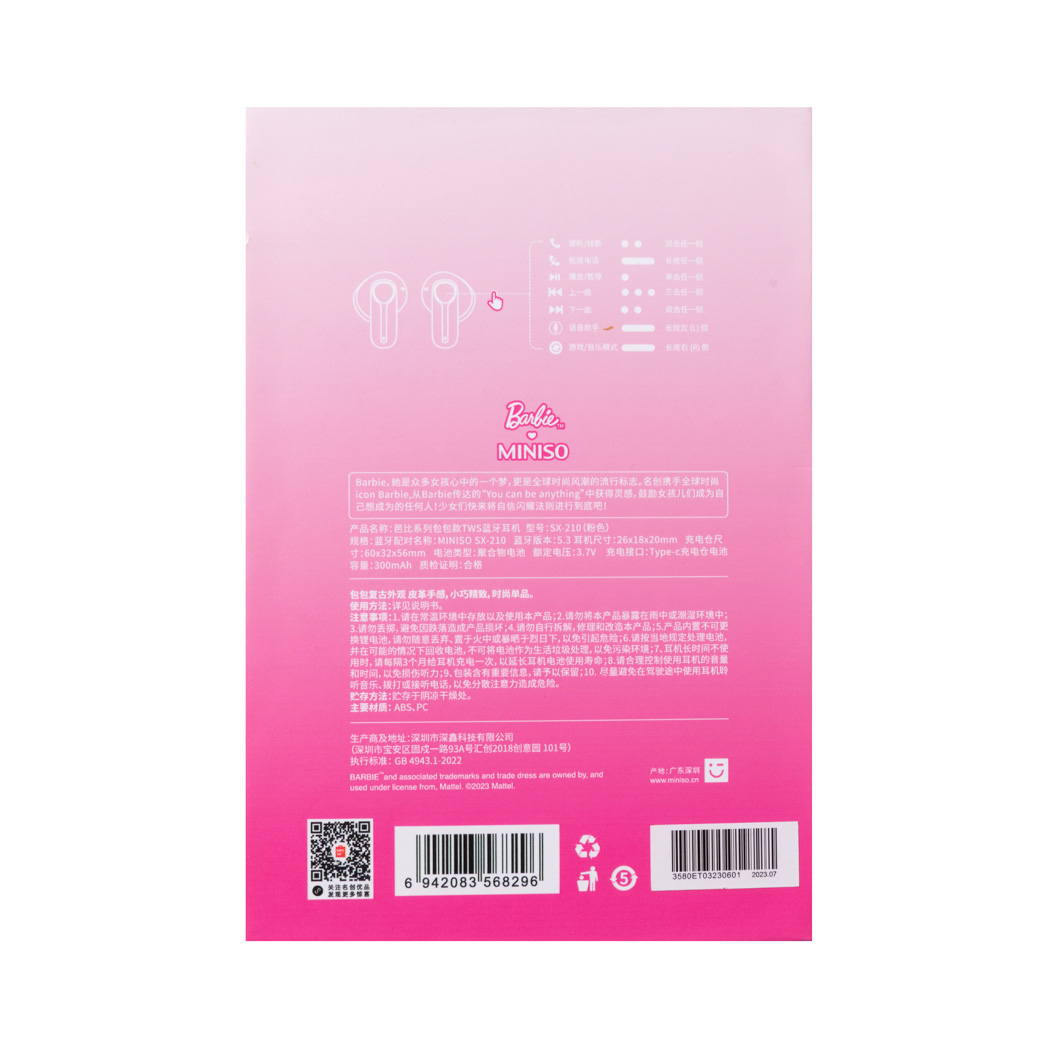 接听/挂断 双击任一侧
拒接电话 长按任一侧
播放/暂停 单击任一侧
上一曲 三击任一侧
下一曲 双击任一侧
语音助手 长按左 (L) 侧
游戏/音乐模式 长按右 (R) 侧
Barbie™
MINISO
Barbie，她是众多女孩心中的一个梦，更是全球时尚风潮的流行标志。名创携手全球时尚
icon Barbie,从Barbie传达的“You can be anything”中获得灵感，鼓励女孩儿们成为自
己想成为的任何人！少女们快来将自信闪耀法则进行到底吧！
产品名称：芭比系列包包款TWS蓝牙耳机 型号：SX-210（粉色）
规格：蓝牙配对名称：MINISO SX-210 蓝牙版本：5.3 耳机尺寸：26x18x20mm 充电仓尺
寸：60x32x56mm 电池类型：聚合物电池 额定电压：3.7V 充电接口：Type-c充电仓电池
容量：300mAh 质检证明：合格
包包复古外观 皮革手感，小巧精致，时尚单品。
使用方法：详见说明书。
注意事项：1.请在常温环境中存放以及使用本产品；2.请勿将本产品暴露在雨中或潮湿环境中；
3.请勿丢掷，避免因跌落造成产品损坏；4.请勿自行拆解，修理和改造本产品；5.产品内置不可更
换锂电池，请勿随意丢弃、置于火中或暴晒于烈日下，以免引起危险；6.请按当地规定处理电池，
并在可能的情况下回收电池，不可将电池作为生活垃圾处理，以免污染环境；7、耳机长时间不使
用时，请每隔3个月给耳机充电一次，以延长耳机电池使用寿命；8.请合理控制使用耳机的音量
和时间，以免损伤听力；9、包装含有重要信息，请予以保留；10. 尽量避免在驾驶途中使用耳机聆
听音乐、拨打或接听电话，以免分散注意力造成危险。
贮存方法：贮存于阴凉干燥处。
主要材质：ABS、PC
生产商及地址：深圳市深鑫科技有限公司
（深圳市宝安区固戍一路93A号汇创2018创意园 101号）
执行标准：GB 4943.1-2022
BARBIE™and associated trademarks and trade dress are owned by, and
used under license from, Mattel. ©2023 Mattel.
产地：广东深圳
www.miniso.cn
关注名创优品
发现更多惊喜
6 942083 568296
5
3580ET03230601 2023.07